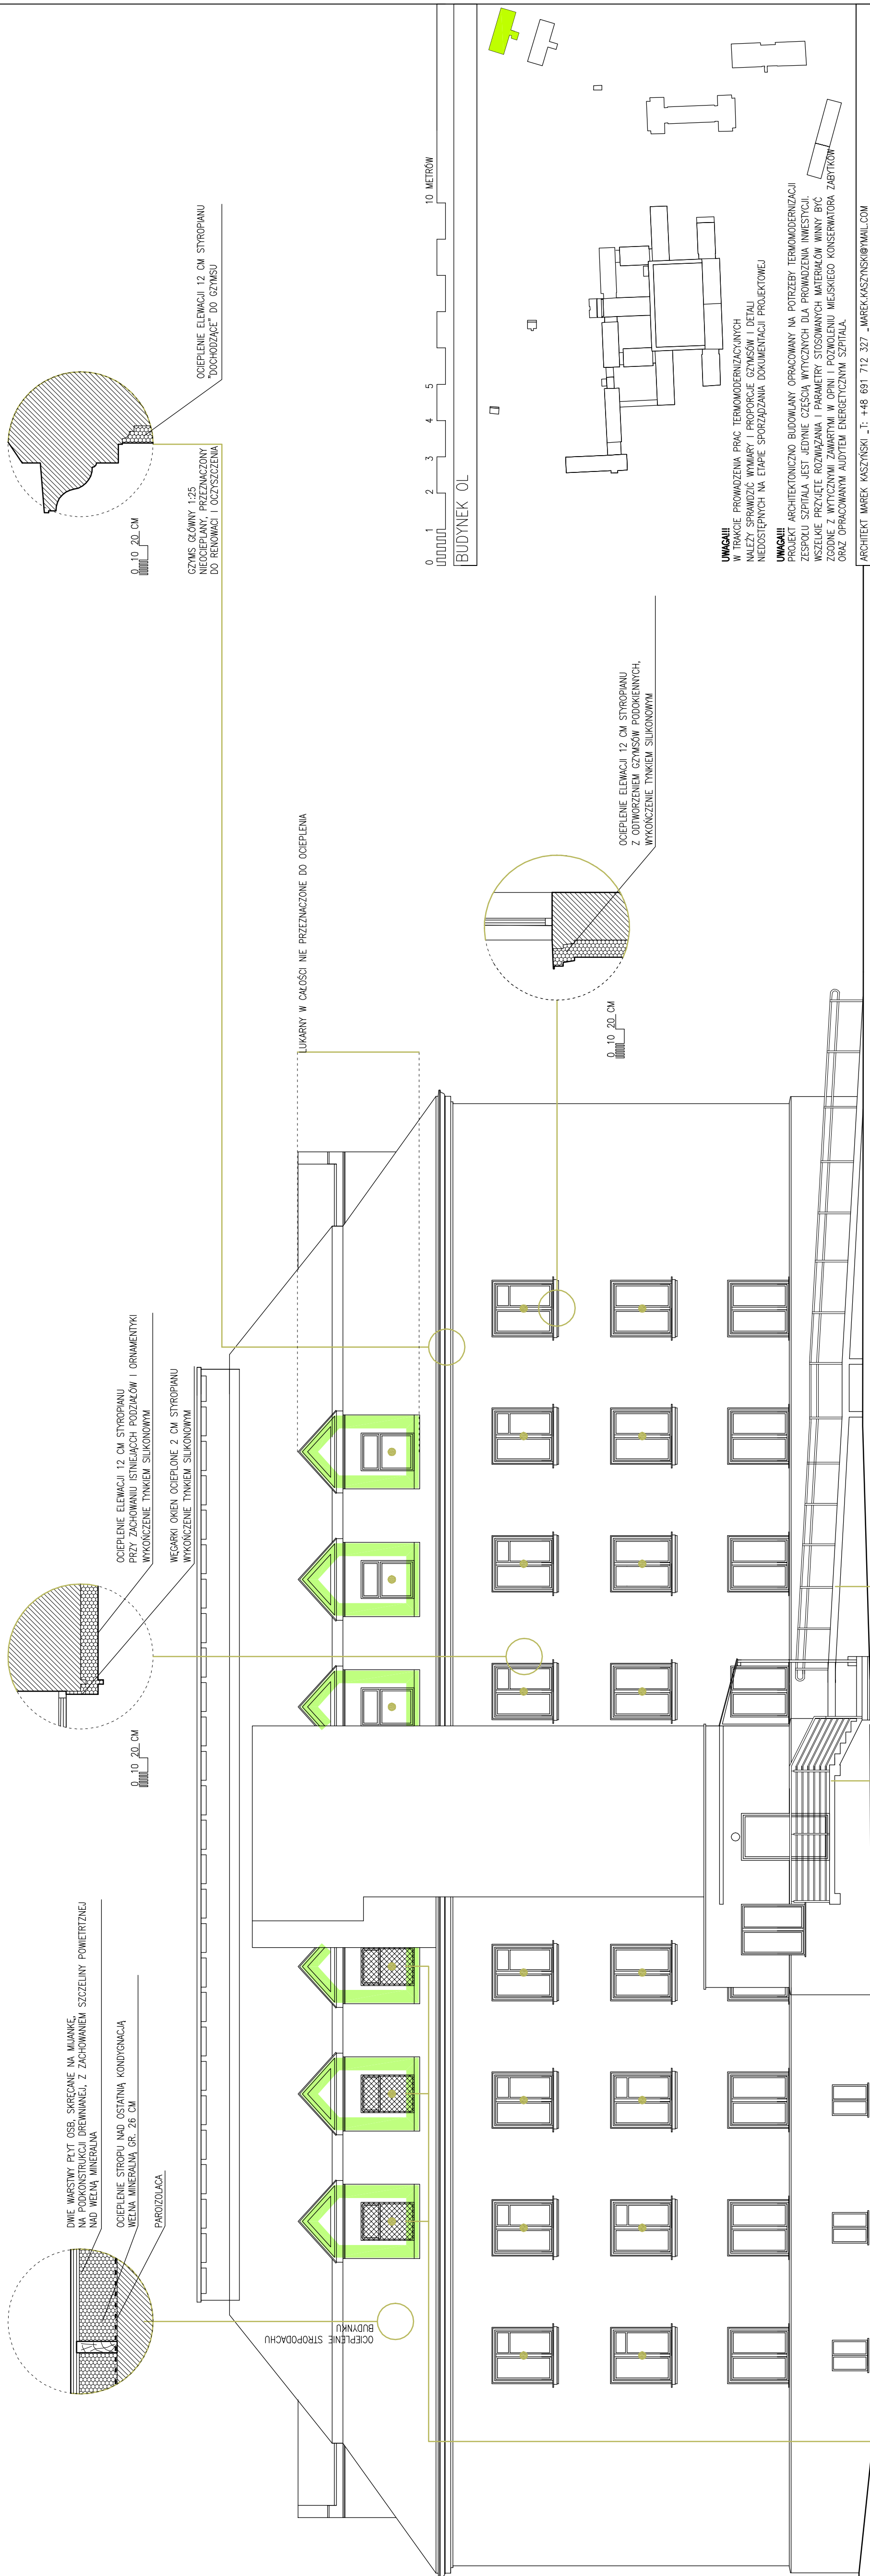 DWIE WARSTWY PŁYT OSB, SKRĘCANE NA MIJANKĘ,
NA PODKONSTRUKCJI DREWNIANEJ, Z ZACHOWANIEM SZCZELINY POWIETRTZNEJ
NAD WEŁNĄ MINERALNA
OCIEPLENIE STROPU NAD OSTATNIĄ KONDYGNACJĄ
WEŁNA MINERALNĄ GR. 26 CM
PAROIZOLACA
OCIEPLENIE STROPODACHU
BUDYNKU
0 10 20 CM
OCIEPLENIE ELEWACJI 12 CM STYROPIANU
PRZY ZACHOWANIU ISTNIEJĄCCH PODZIAŁÓW I ORNAMENTYKI
WYKOŃCZENIE TYNKIEM SILIKONOWYM
WĘGARKI OKIEN OCIEPLONE 2 CM STYROPIANU
WYKOŃCZENIE TYNKIEM SILIKONOWYM
LUKARNY W CAŁOŚCI NIE PRZEZNACZONE DO OCIEPLENIA
0 10 20 CM
OCIEPLENIE ELEWACJI 12 CM STYROPIANU
Z ODTWORZENIEM GZYMSÓW PODOKIENNYCH,
WYKOŃCZENIE TYNKIEM SILIKONOWYM
0 10 20 CM
GZYMS GŁÓWNY 1:25
NIEOCIEPLANY, PRZEZNACZONY
DO RENOWACI I OCZYSZCZENIA
OCIEPLENIE ELEWACJI 12 CM STYROPIANU
"DOCHODZĄCE" DO GZYMSU
0 1 2 3 4 5 10 METRÓW
BUDYNEK OL
UWAGA!!!
W TRAKCIE PROWADZENIA PRAC TERMOMODERNIZACYJNYCH
NALEŻY SPRAWDZIĆ WYMIARY I PROPORCJE GZYMSÓW I DETALI
NIEDOSTĘPNYCH NA ETAPIE SPORZĄDZANIA DOKUMENTACJI PROJEKTOWEJ
UWAGA!!!
PROJEKT ARCHITEKTONICZNO BUDOWLANY OPRACOWANY NA POTRZEBY TERMOMODERNIZACJI
ZESPOŁU SZPITALA JEST JEDYNIE CZĘŚCIĄ WYTYCZNYCH DLA PROWADZENIA INWESTYCJI.
WSZELKIE PRZYJĘTE ROZWIĄZANIA I PARAMETRY STOSOWANYCH MATERIAŁÓW WINNY BYĆ
ZGODNE Z WYTYCZNYMI ZAWARTYMI W OPINI I POZWOLENIU MIEJSKIEGO KONSERWATORA ZABYTKÓW
ORAZ OPRACOWANYM AUDYTEM ENERGETYCZNYM SZPITALA.
ARCHITEKT MAREK KASZYŃSKI _ T: +48 691 712 327 _ MAREK.KASZYNSKI@YMAIL.COM